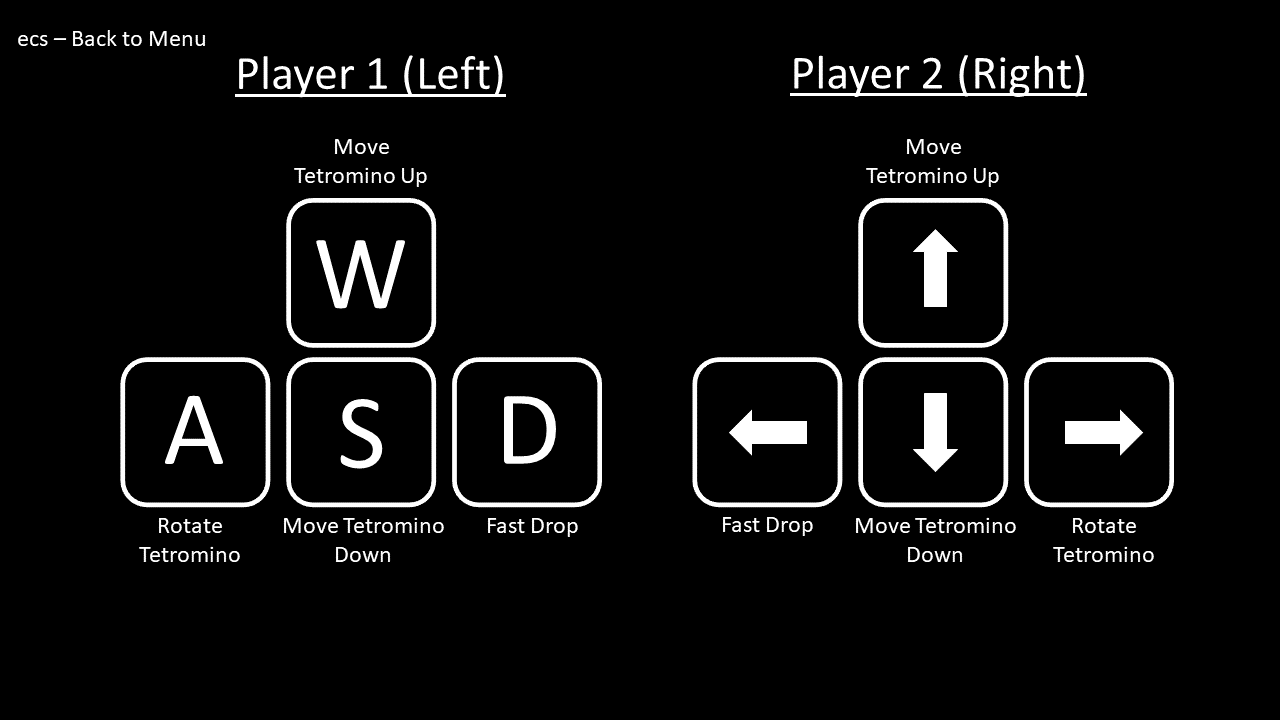 ecs – Back to Menu
Player 1 (Left)
Move
Tetromino Up
W
A
S
D
Rotate
Tetromino
Move Tetromino
Down
Fast Drop
Player 2 (Right)
Move
Tetromino Up
Fast Drop
Move Tetromino
Down
Rotate
Tetromino